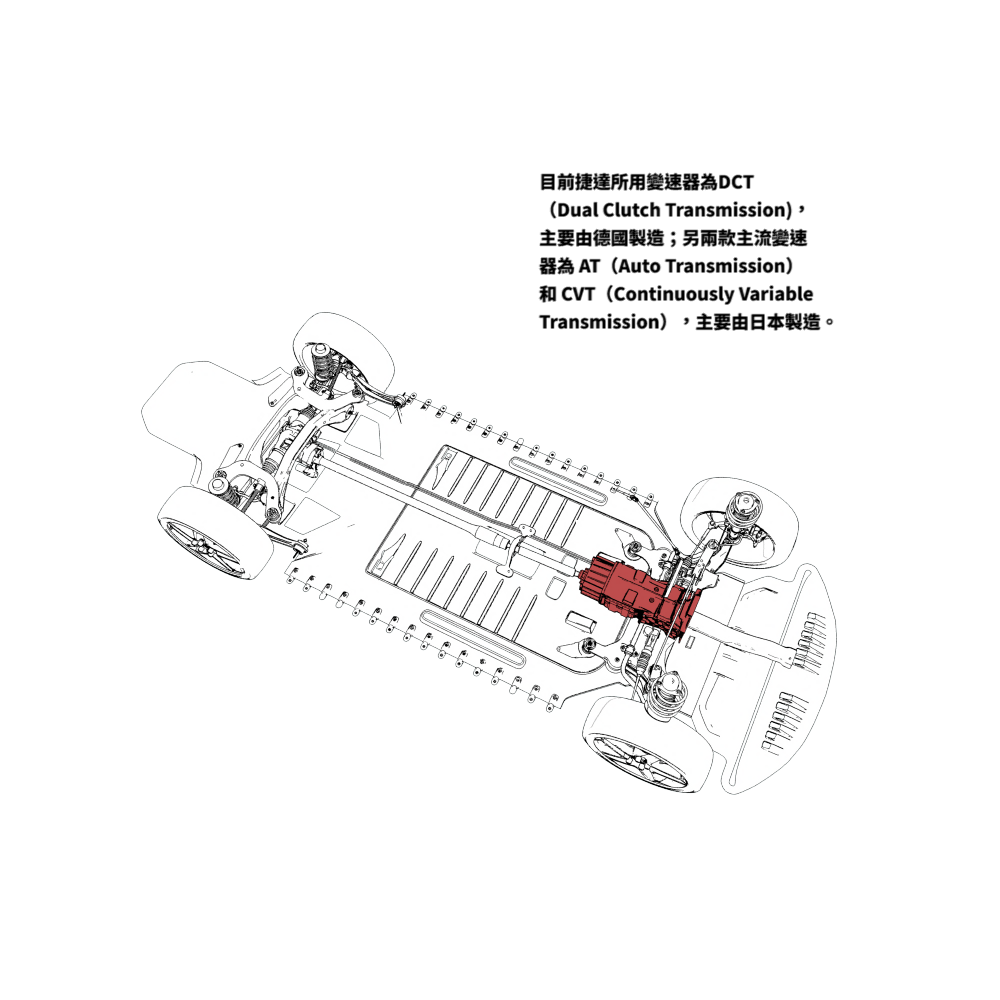 目前捷達所用變速器為DCT
（Dual Clutch Transmission)，
主要由德國製造；另兩款主流變速
器為 AT（Auto Transmission）
和 CVT（Continuously Variable
Transmission），主要由日本製造。